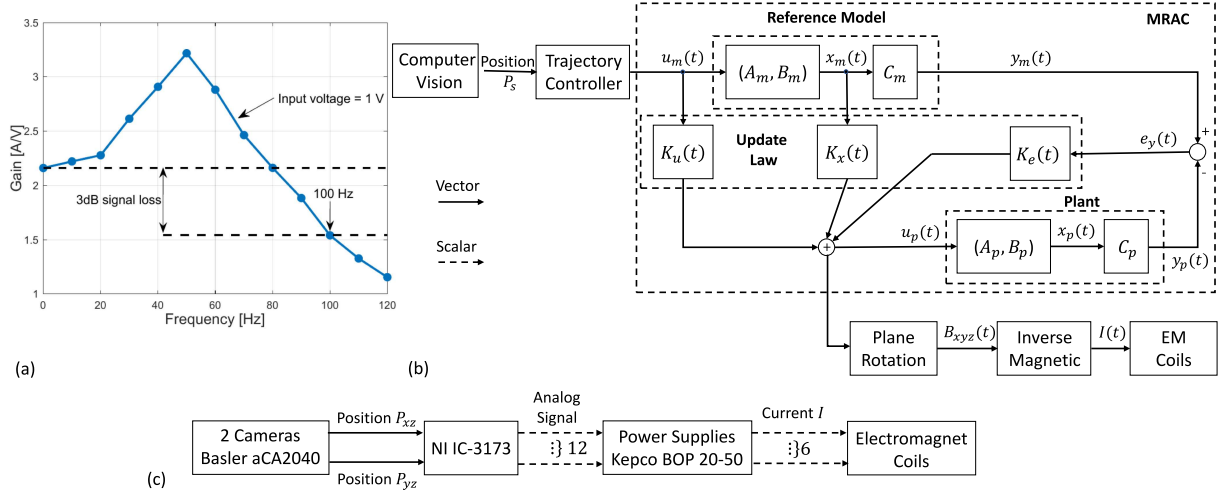 3.5
3
2.5
2
1.5
1
Gain [A/V]
0
20
40
60
80
100
120
Frequency [Hz]
Input voltage = 1 V
3dB signal loss
100 Hz
(a)
Computer
Vision
Position
P_s
Trajectory
Controller
Reference Model
MRAC
u_m(t)
(A_m, B_m)
x_m(t)
C_m
y_m(t)
K_u(t)
Update
Law
K_x(t)
K_e(t)
e_y(t)
+
-
Vector
Scalar
Plant
+
u_p(t)
(A_p, B_p)
x_p(t)
C_p
y_p(t)
Plane
Rotation
B_xyz(t)
Inverse
Magnetic
I(t)
EM
Coils
(b)
2 Cameras
Basler aCA2040
Position P_xz
Position P_yz
NI IC-3173
Analog
Signal
⋮} 12
Power Supplies
Kepco BOP 20-50
Current I
⋮}6
Electromagnet
Coils
(c)